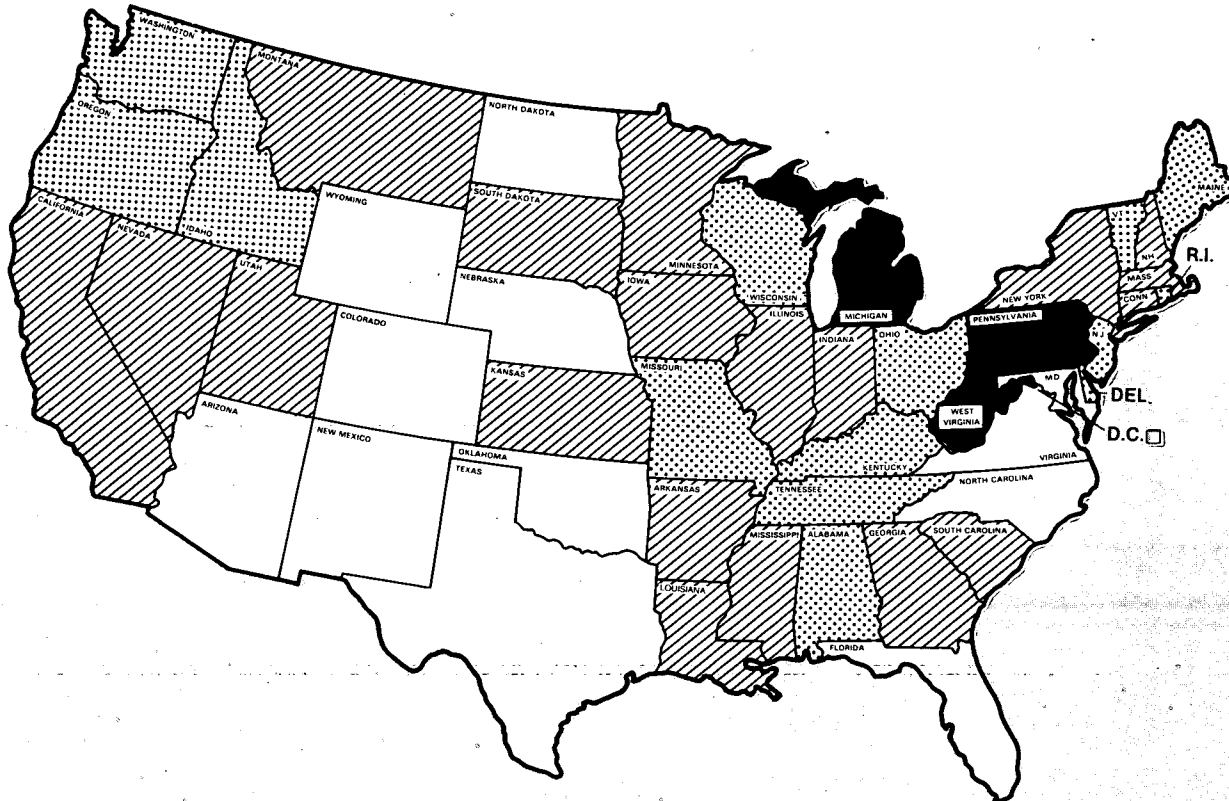 WASHINGTON
MONTANA
NORTH DAKOTA
OREGON
MAINE
SOUTH DAKOTA
WYOMING
CALIFORNIA
VT
NEVADA
IDAHO
NH
R.I.
UTAH
MINNESOTA
MASS
NEBRASKA
IOWA
WISCONSIN
NEW YORK
CONN
ILLINOIS
MICHIGAN
PENNSYLVANIA
COLORADO
INDIANA
OHIO
N J
MISSOURI
KANSAS
MD
DEL.
ARIZONA
WEST
VIRGINIA
D.C.
NEW MEXICO
OKLAHOMA
VIRGINIA
TEXAS
KENTUCKY
NORTH CAROLINA
ARKANSAS
TENNESSEE
MISSISSIPPI
ALABAMA
GEORGIA
SOUTH CAROLINA
LOUISIANA
FLORIDA